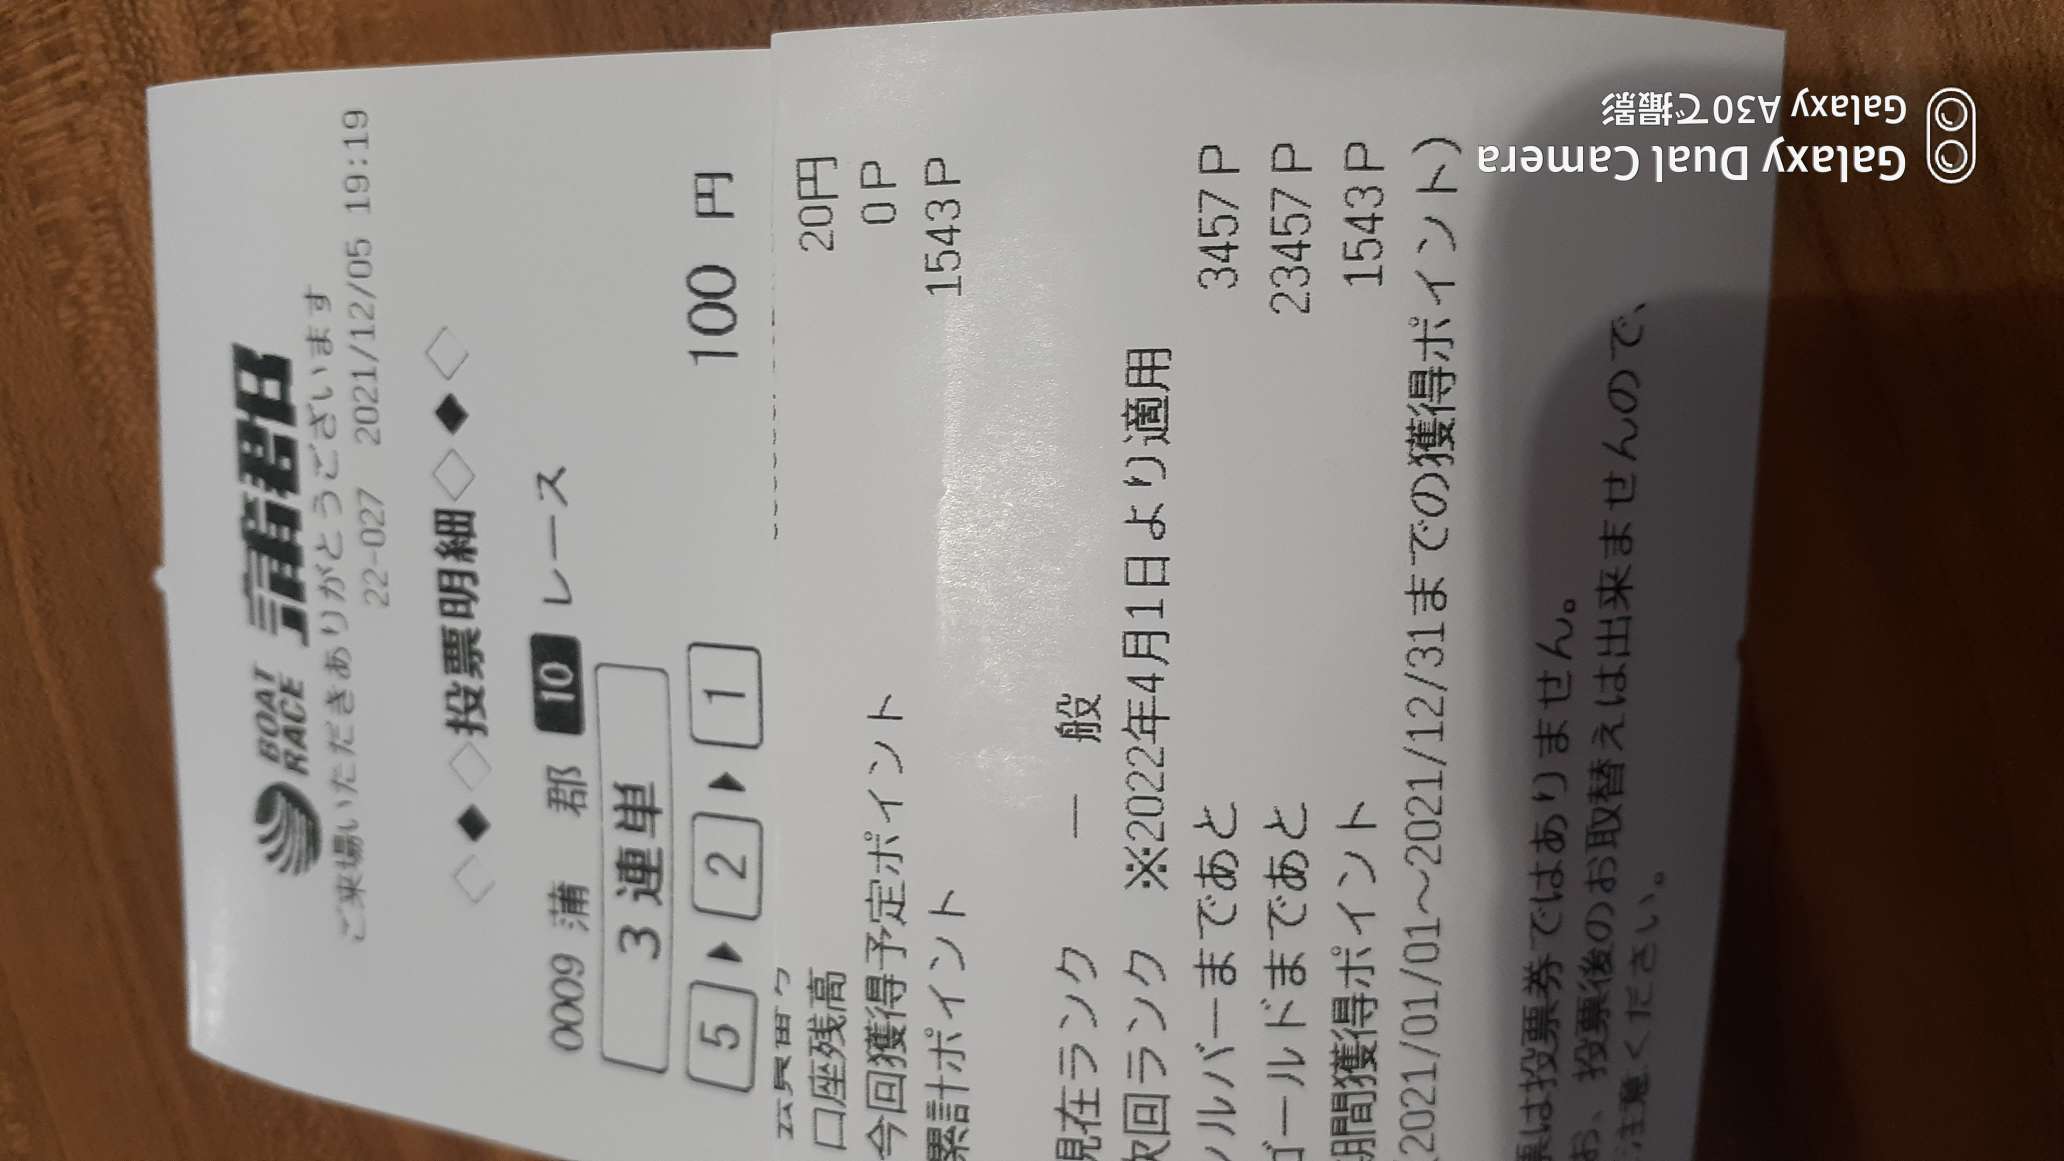 BOAT RACE 蒲郡
ご来場いただきありがとうございます
22-027 2021/12/05 19:19
◇◆◇投票明細◇◆◇
0009 蒲 郡 10 レース
3連単
5▶2▶1 100 円
口座残高 20円
今回獲得予定ポイント 0P
累計ポイント 1543P
現在ランク 一 般
次回ランク ※2022年4月1日より適用
ルバーまであと 3457P
ゴールドまであと 23457P
期間獲得ポイント 1543P
2021/01/01～2021/12/31までの獲得ポイント)
票は投票券ではありません。
お、投票後のお取替えは出来ませんので、
注意ください。
Galaxy Dual Camera
Galaxy A30で撮影